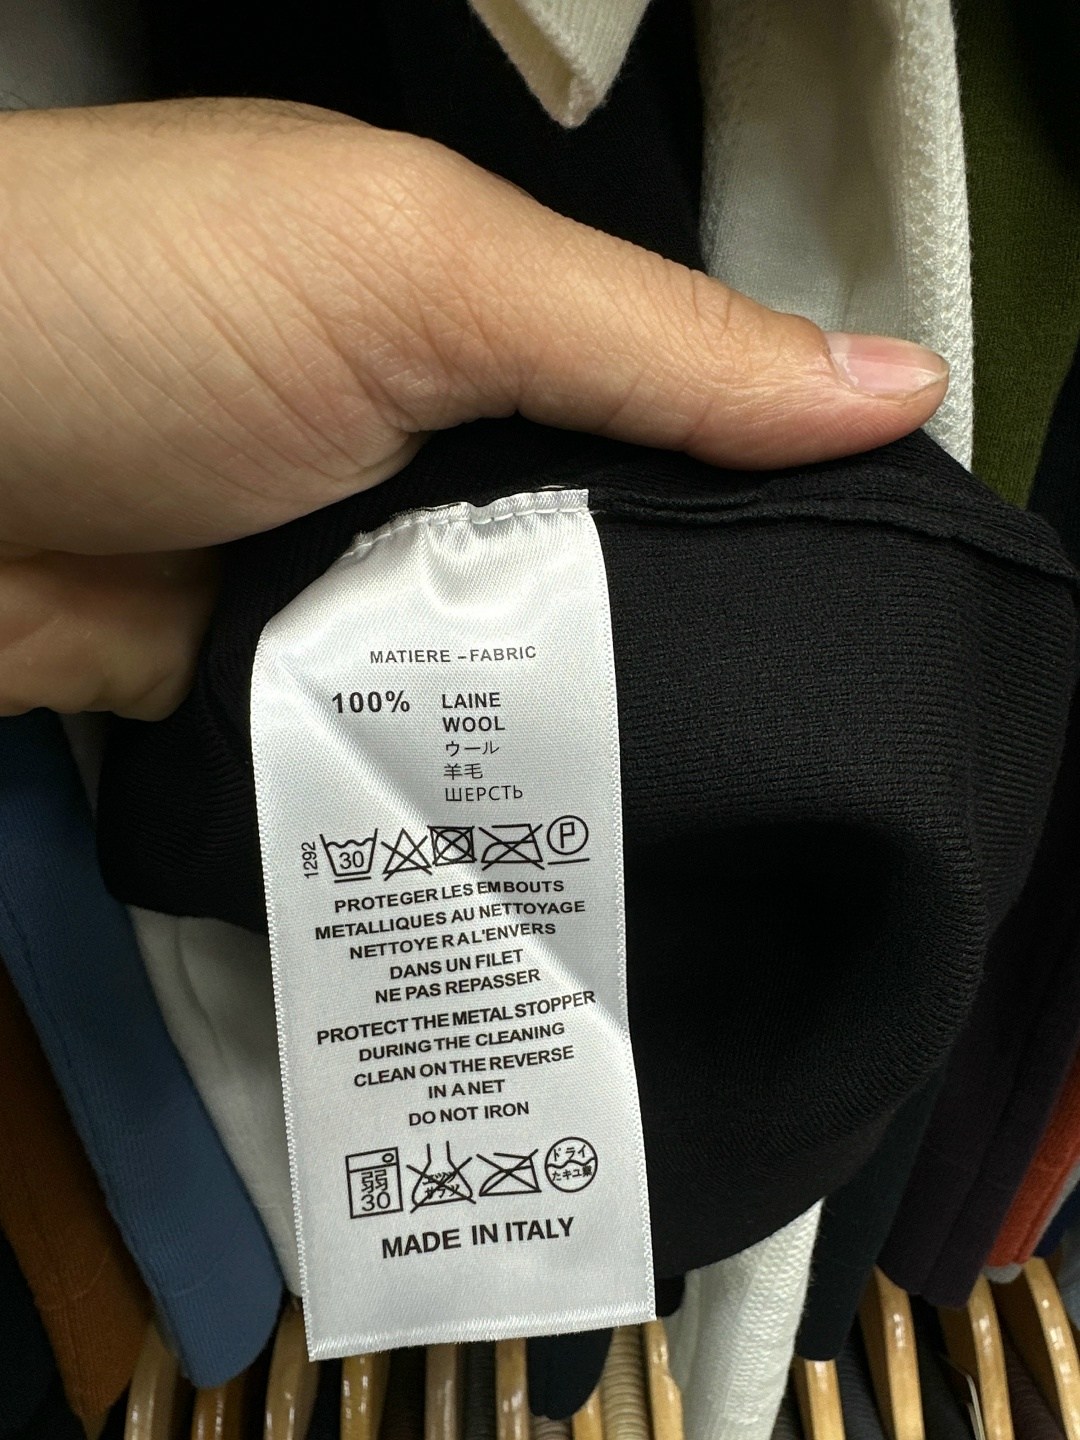 MATIERE –FABRIC
100% LAINE
WOOL
ウール
羊毛
ШЕРСТЬ
1292
30
P
PROTEGER LES EMBOUTS
METALLIQUES AU NETTOYAGE
NETTOYE R A L'ENVERS
DANS UN FILET
NE PAS REPASSER
PROTECT THE METAL STOPPER
DURING THE CLEANING
CLEAN ON THE REVERSE
IN A NET
DO NOT IRON
30
ドライ
MADE IN ITALY